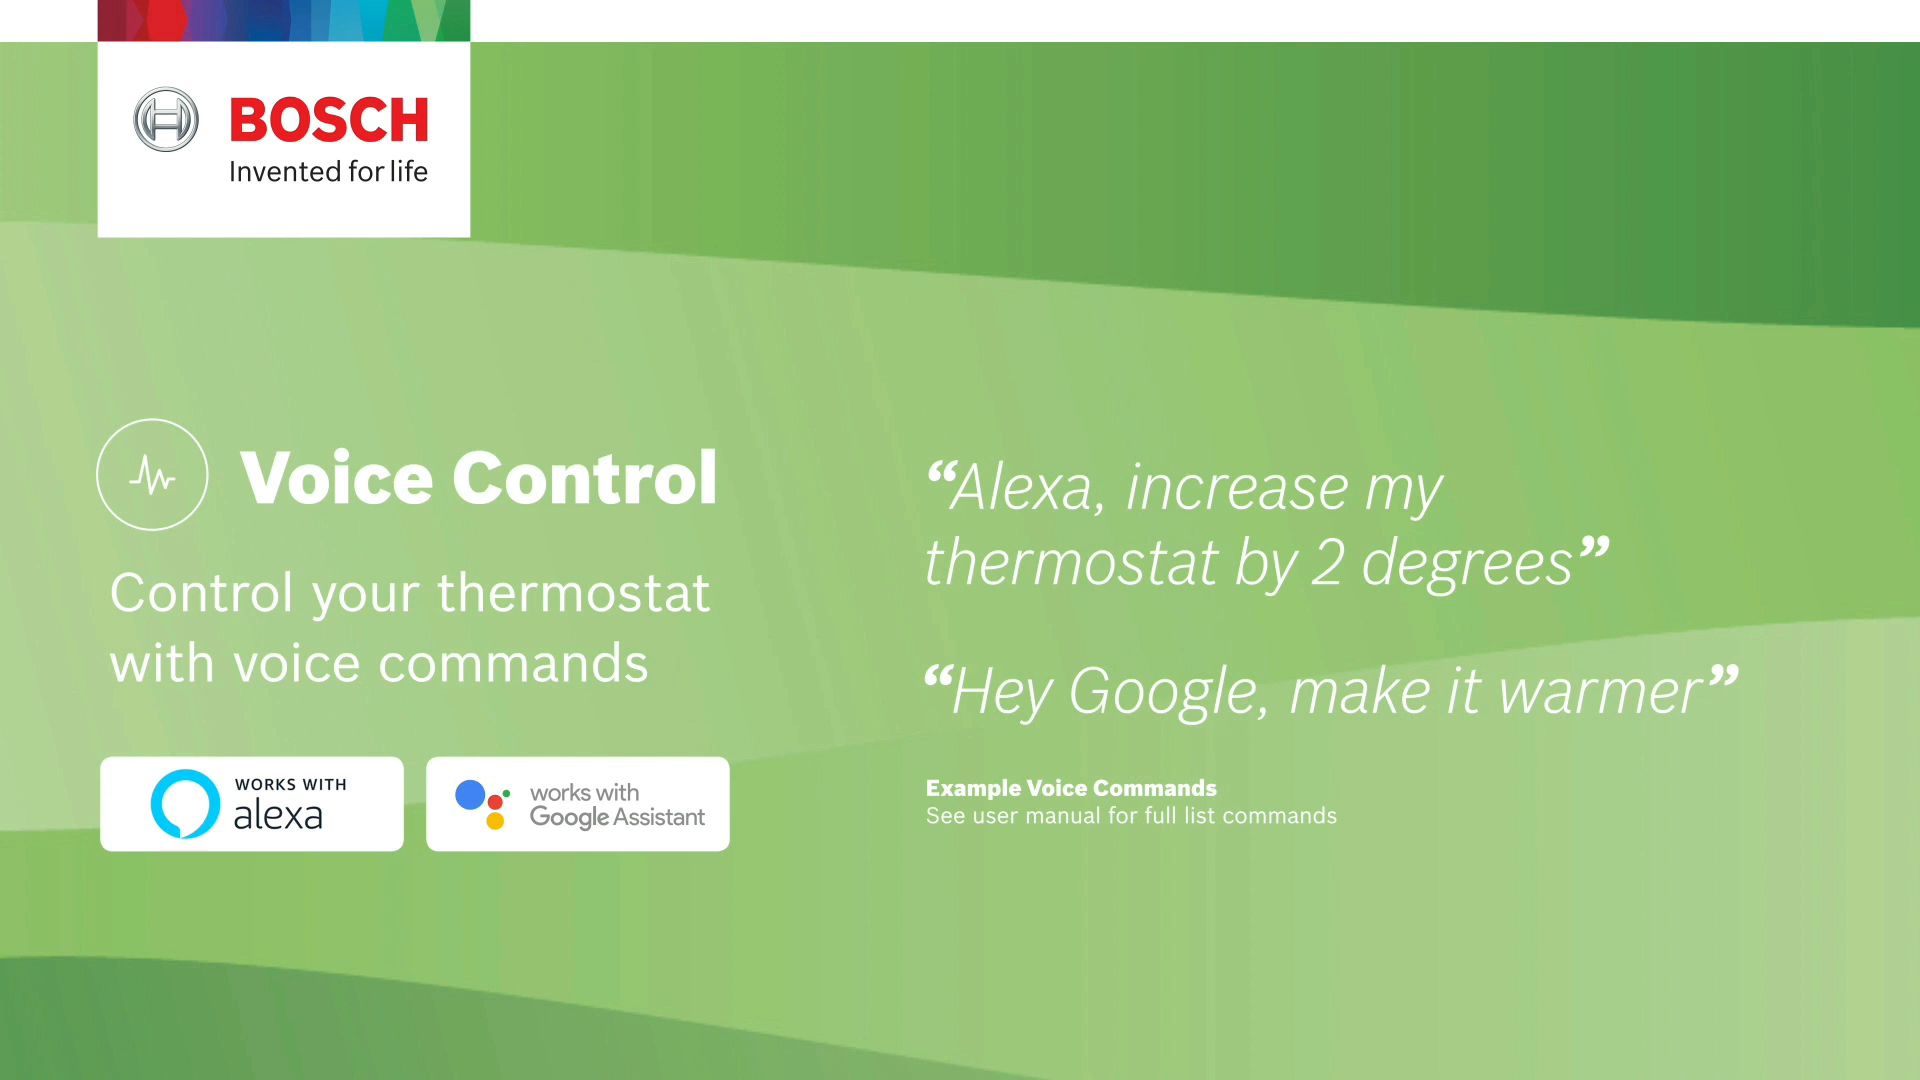 BOSCH
Invented for life
Voice Control
Control your thermostat
with voice commands
WORKS WITH
alexa
works with
Google Assistant
“Alexa, increase my
thermostat by 2 degrees”
“Hey Google, make it warmer”
Example Voice Commands
See user manual for full list commands